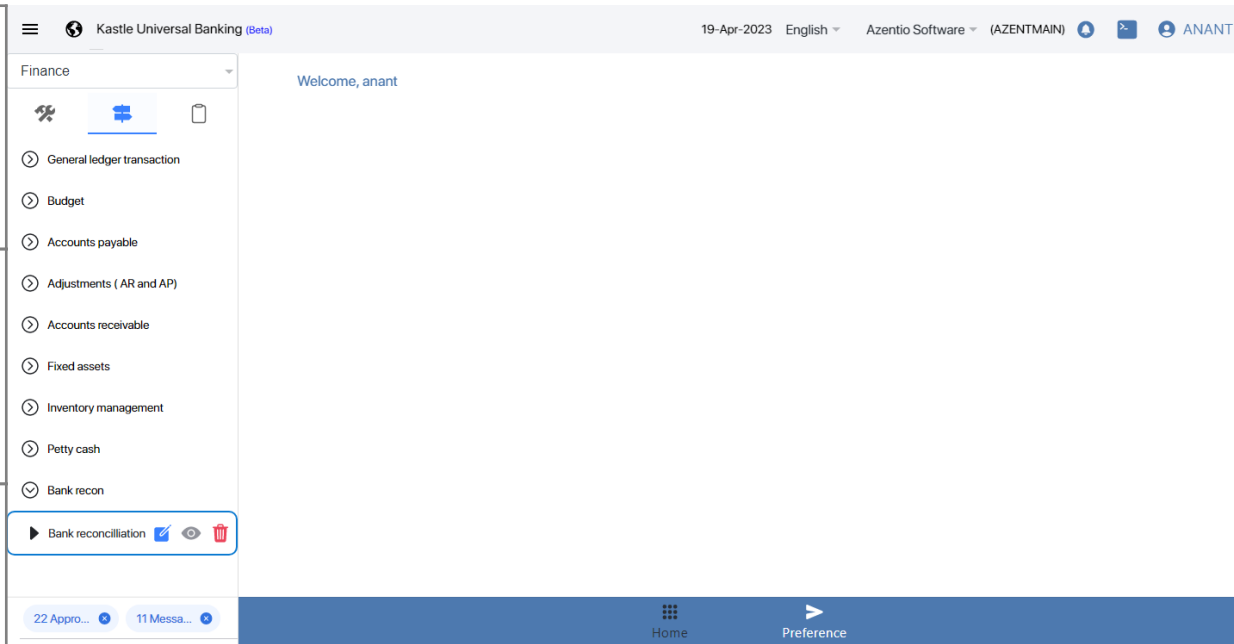 Kastle Universal Banking (Beta)
19-Apr-2023 English Azentio Software (AZENTMAIN) ANANT
Finance
Welcome, anant
General ledger transaction
Budget
Accounts payable
Adjustments ( AR and AP)
Accounts receivable
Fixed assets
Inventory management
Petty cash
Bank recon
Bank reconcilliation
22 Appro... 11 Messa...
Home Preference